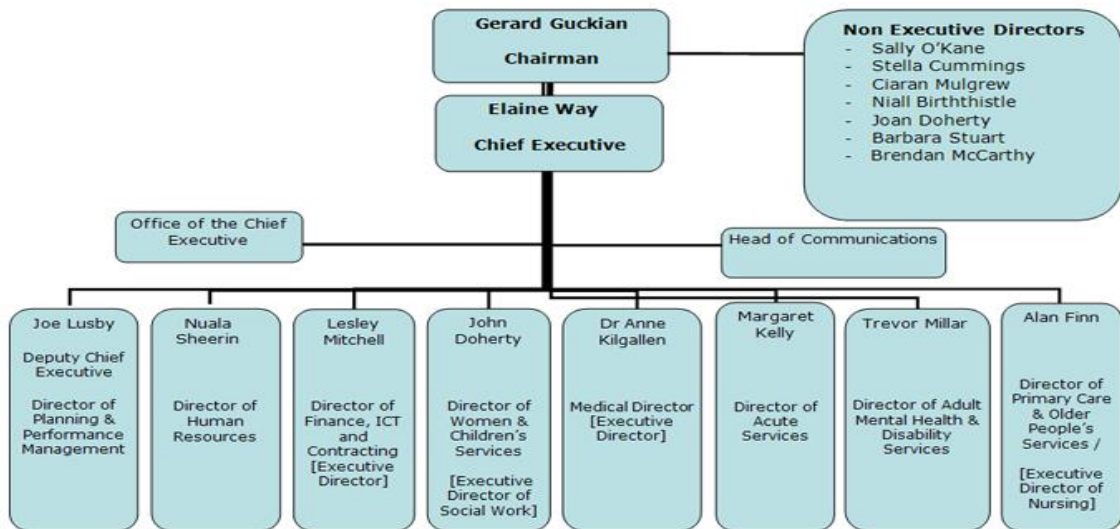 Gerard Guckian
Chairman
Non Executive Directors
- Sally O'Kane
- Stella Cummings
- Ciaran Mulgrew
- Niall Birththistle
- Joan Doherty
- Barbara Stuart
- Brendan McCarthy
Elaine Way
Chief Executive
Office of the Chief
Executive
Head of Communications
Joe Lusby
Deputy Chief
Executive
Director of
Planning &
Performance
Management
Nuala
Sheerin
Director of
Human
Resources
Lesley
Mitchell
Director of
Finance, ICT
and
Contracting
[Executive
Director]
John
Doherty
Director of
Women &
Children's
Services
[Executive
Director of
Social Work]
Dr Anne
Kilgallen
Medical Director
[Executive
Director]
Margaret
Kelly
Director of
Acute
Services
Trevor Millar
Director of Adult
Mental Health &
Disability
Services
Alan Finn
Director of
Primary Care
& Older
People's
Services /
[Executive
Director of
Nursing]